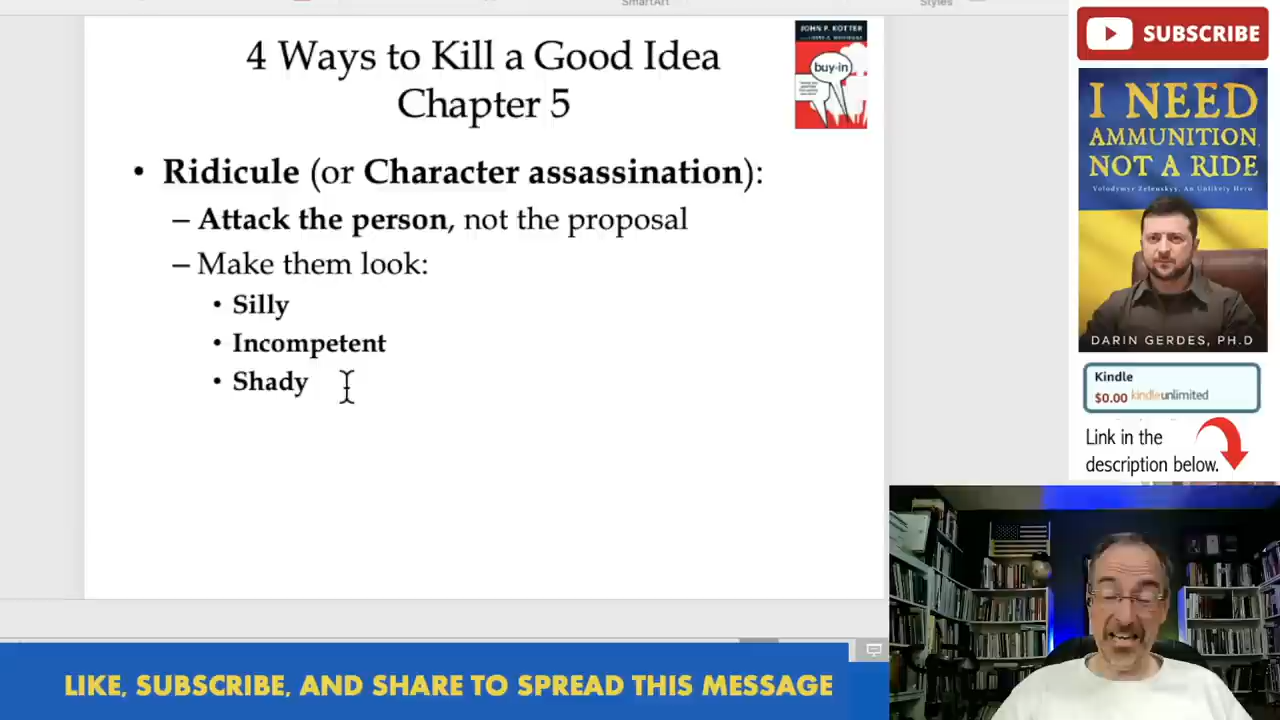 SmartArt
Styles
4 Ways to Kill a Good Idea
Chapter 5
JOHN P. KOTTER
buy-in
• Ridicule (or Character assassination):
– Attack the person, not the proposal
– Make them look:
• Silly
• Incompetent
• Shady
SUBSCRIBE
I NEED
AMMUNITION,
NOT A RIDE
Volodymyr Zelenskyy, An Unlikely Hero
DARIN GERDES, PH.D
Kindle
$0.00 kindleunlimited
Link in the
description below.
LIKE, SUBSCRIBE, AND SHARE TO SPREAD THIS MESSAGE